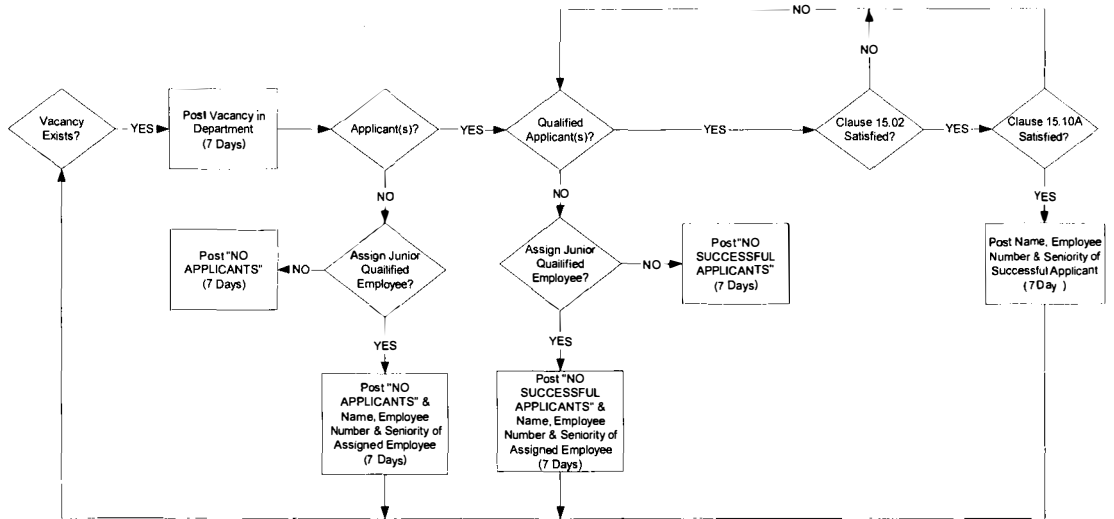 NO
NO
Vacancy
Exists?
YES
Post Vacancy in
Department
(7 Days)
Applicant(s)?
YES
Qualified
Applicant(s)?
YES
Clause 15.02
Satisfied?
YES
Clause 15.10A
Satisfied?
NO
NO
YES
Post "NO
APPLICANTS"
(7 Days)
NO
Assign Junior
Quailified
Employee?
Assign Junior
Quailified
Employee?
NO
Post"NO
SUCCESSFUL
APPLICANTS"
(7 Days)
Post Name, Employee
Number & Seniority of
Successful Applicant
(7 Day )
YES
YES
Post "NO
APPLICANTS" &
Name, Employee
Number & Seniority of
Assigned Employee
(7 Days)
Post "NO
SUCCESSFUL
APPLICANTS" &
Name, Employee
Number & Seniority of
Assigned Employee
(7 Days)